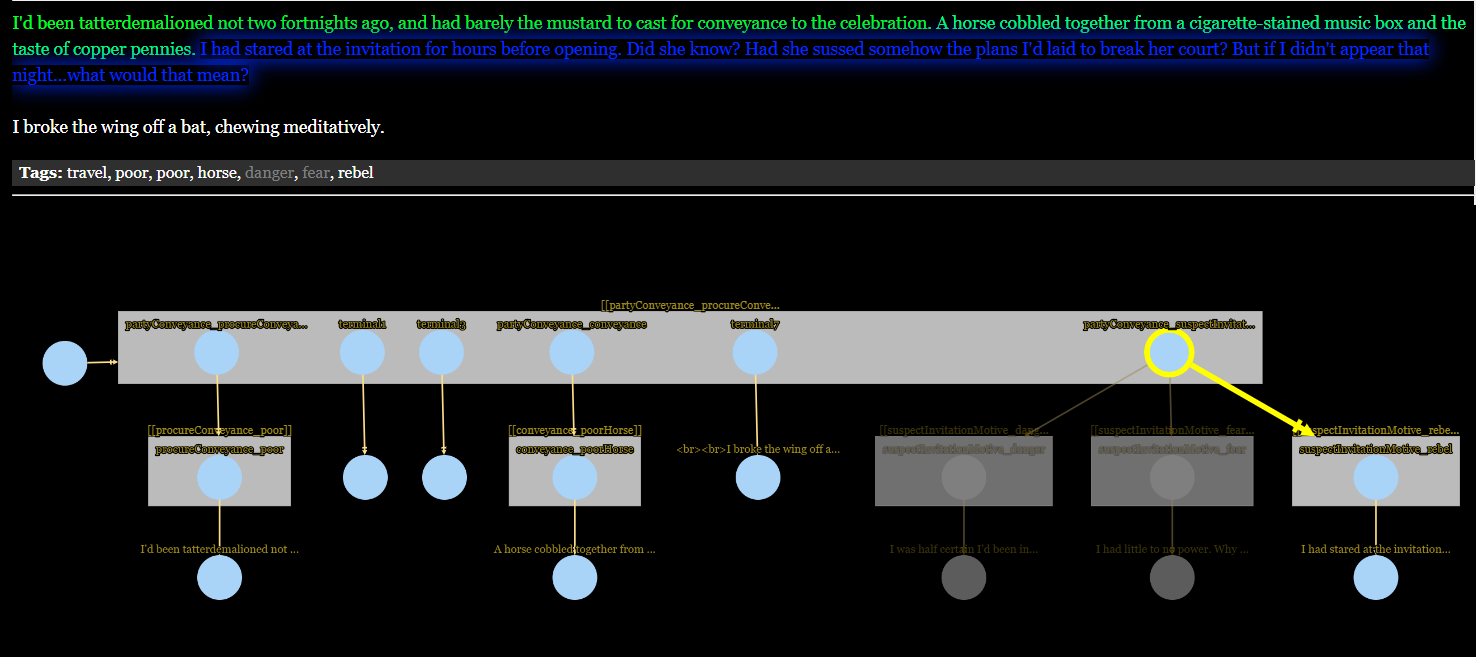 I'd been tatterdemalioned not two fortnights ago, and had barely the mustard to cast for conveyance to the celebration. A horse cobbled together from a cigarette-stained music box and the
taste of copper pennies. I had stared at the invitation for hours before opening. Did she know? Had she sussed somehow the plans I'd laid to break her court? But if I didn't appear that
night...what would that mean?
I broke the wing off a bat, chewing meditatively.
Tags: travel, poor, poor, horse, danger, fear, rebel
[[partyConveyance_procureConve...
partyConveyance_procureConveya... terminal1 terminal3 partyConveyance_conveyance terminal7 partyConveyance_suspectInvitat...
[[procureConveyance_poor]] [[conveyance_poorHorse]] [[suspectInvitationMotive_dang... [[suspectInvitationMotive_fear... [[suspectInvitationMotive_rebe...
procureConveyance_poor conveyance_poorHorse <br><br>I broke the wing off a... suspectInvitationMotive_danger suspectInvitationMotive_fear suspectInvitationMotive_rebel
I'd been tatterdemalioned not ... A horse cobbled together from ... I was half certain I'd been in... I had little to no power. Why ... I had stared at the invitation...